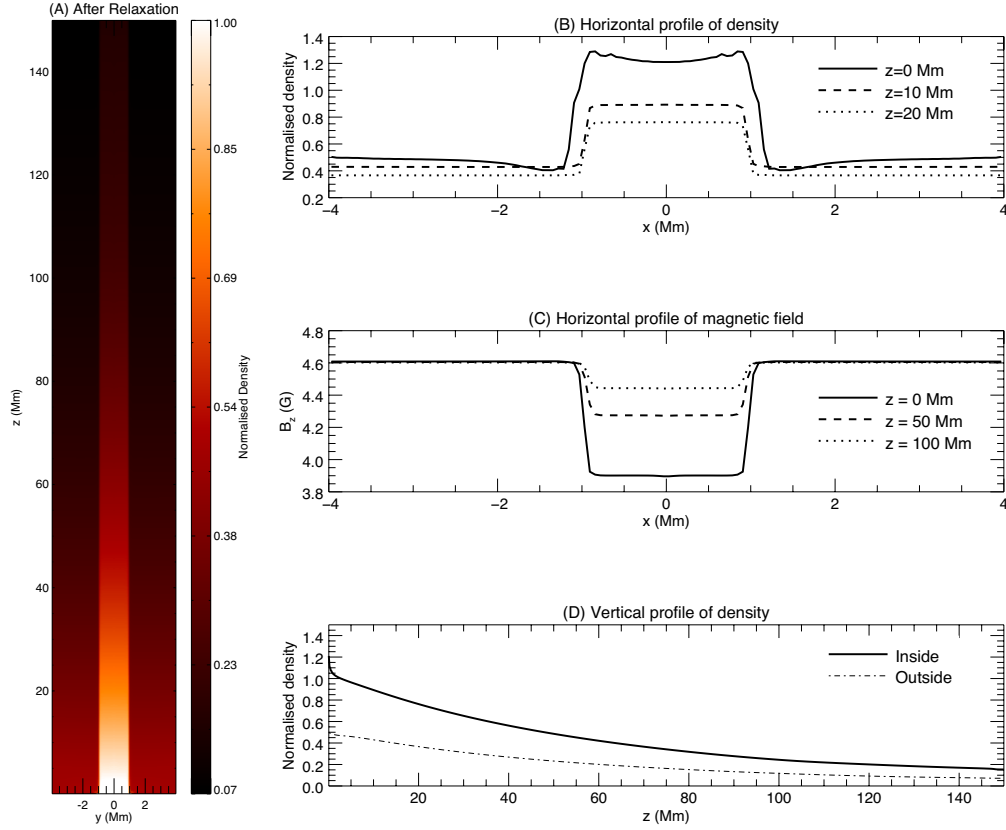 (A) After Relaxation
140
120
100
80
60
40
20
z (Mm)
-2 0 2
y (Mm)
1.00
0.85
0.69
0.54
0.38
0.23
0.07
Normalised Density
(B) Horizontal profile of density
1.4
1.2
1.0
0.8
0.6
0.4
0.2
Normalised density
z=0 Mm
z=10 Mm
z=20 Mm
−4 −2 0 2 4
x (Mm)
(C) Horizontal profile of magnetic field
4.8
4.6
4.4
4.2
4.0
3.8
Bz (G)
z = 0 Mm
z = 50 Mm
z = 100 Mm
−4 −2 0 2 4
x (Mm)
(D) Vertical profile of density
1.4
1.2
1.0
0.8
0.6
0.4
0.2
0.0
Normalised density
Inside
Outside
20 40 60 80 100 120 140
z (Mm)